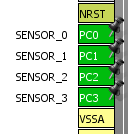 NRST
SENSOR_0 PC0
SENSOR_1 PC1
SENSOR_2 PC2
SENSOR_3 PC3
VSSA